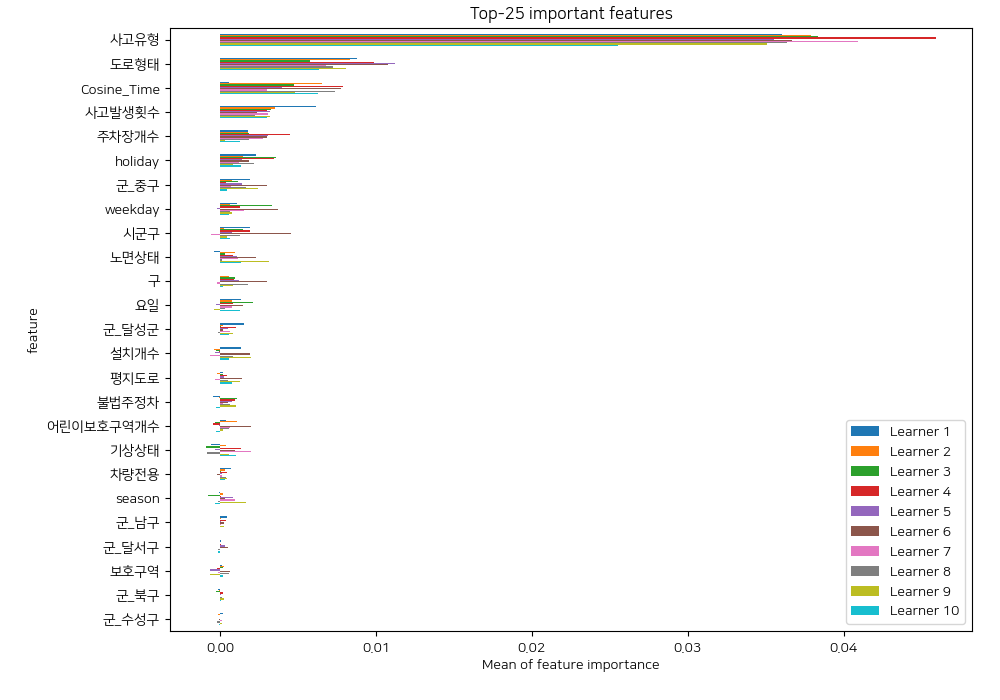 Top-25 important features
사고유형
도로형태
Cosine_Time
사고발생횟수
주차장개수
holiday
군_중구
weekday
시군구
노면상태
구
요일
군_달성군
설치개수
평지도로
불법주정차
어린이보호구역개수
기상상태
차량전용
season
군_남구
군_달서구
보호구역
군_북구
군_수성구
feature
0.00
0.01
0.02
0.03
0.04
Mean of feature importance
Learner 1
Learner 2
Learner 3
Learner 4
Learner 5
Learner 6
Learner 7
Learner 8
Learner 9
Learner 10